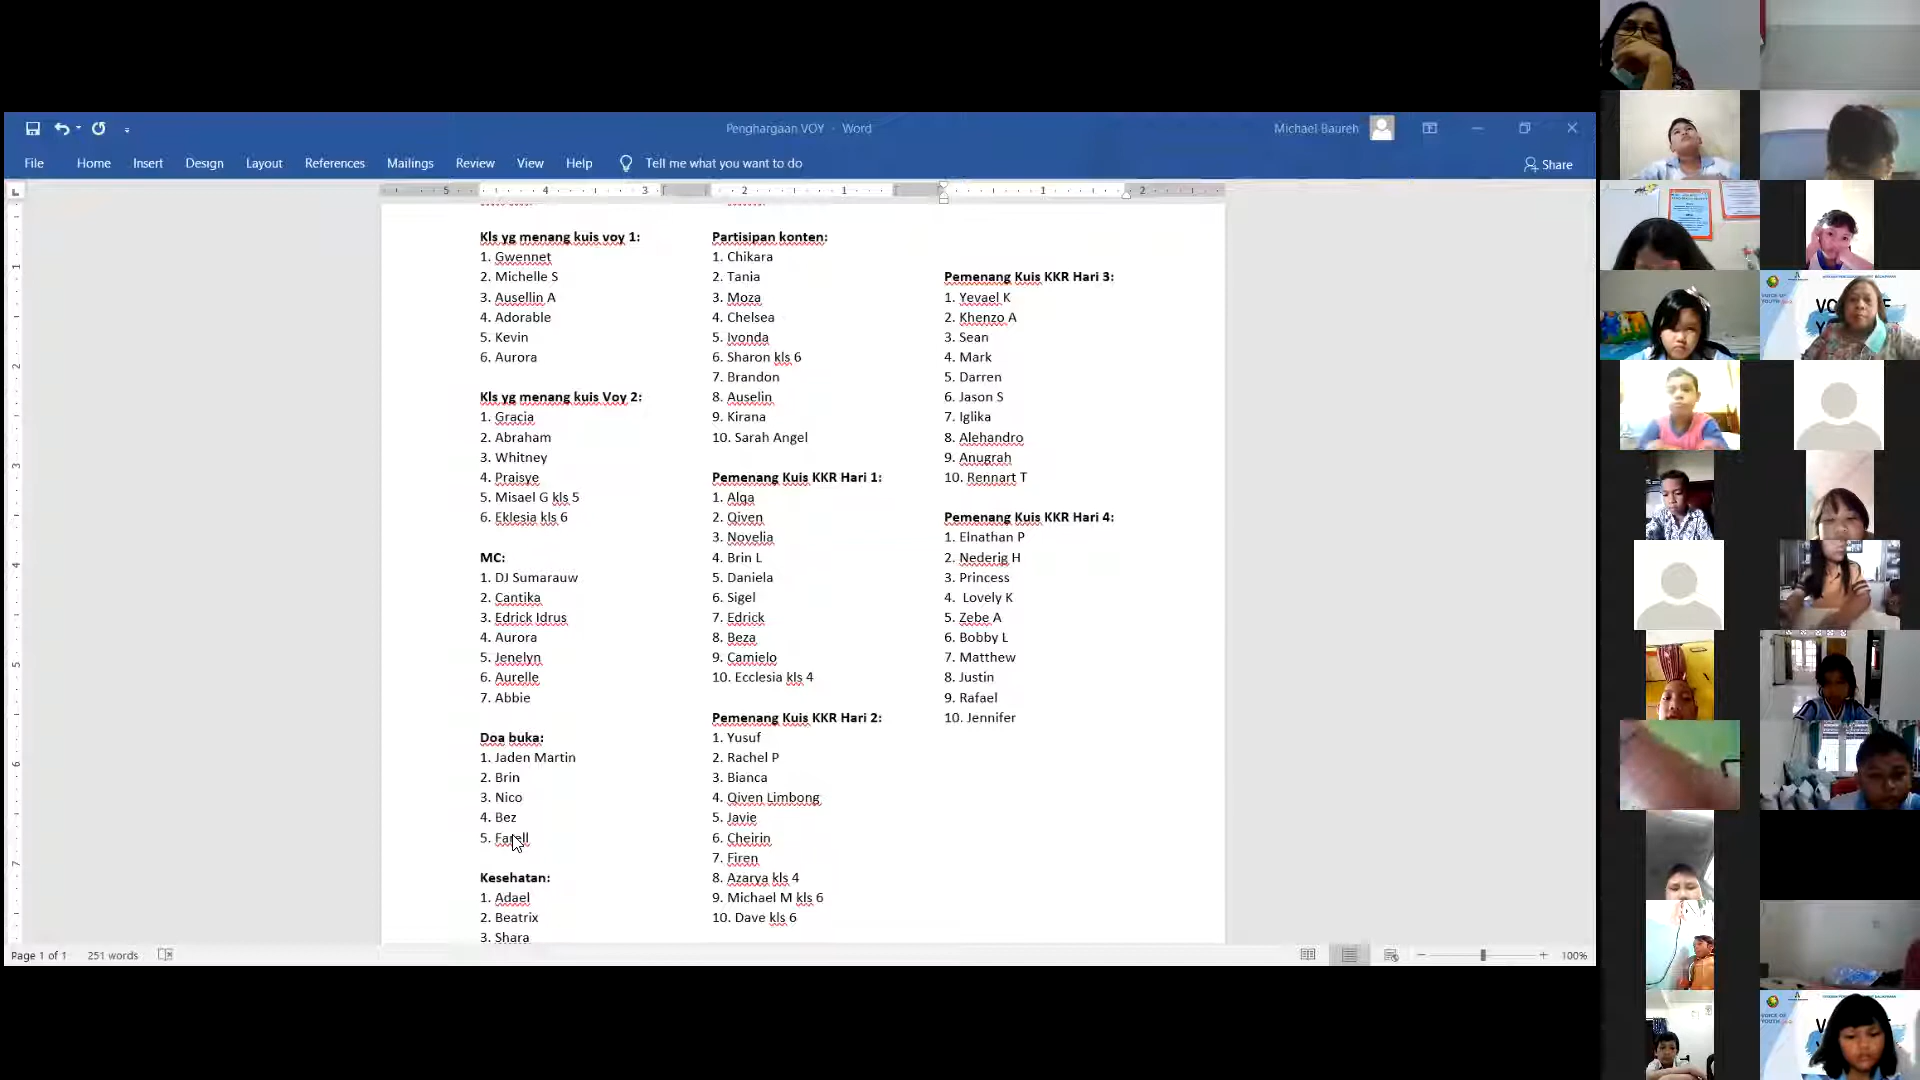 Penghargaan VOY - Word
Michael Baureh
File Home Insert Design Layout References Mailings Review View Help Tell me what you want to do
Share
Kls yg menang kuis voy 1:
1. Gwennet
2. Michelle S
3. Ausellin A
4. Adorable
5. Kevin
6. Aurora
Kls yg menang kuis Voy 2:
1. Gracia
2. Abraham
3. Whitney
4. Praisye
5. Misael G kls 5
6. Eklesia kls 6
MC:
1. DJ Sumarauw
2. Cantika
3. Edrick Idrus
4. Aurora
5. Jenelyn
6. Aurelle
7. Abbie
Doa buka:
1. Jaden Martin
2. Brin
3. Nico
4. Bez
5. Farell
Kesehatan:
1. Adael
2. Beatrix
3. Shara
Partisipan konten:
1. Chikara
2. Tania
3. Moza
4. Chelsea
5. Ivonda
6. Sharon kls 6
7. Brandon
8. Auselin
9. Kirana
10. Sarah Angel
Pemenang Kuis KKR Hari 1:
1. Alqa
2. Qiven
3. Novelia
4. Brin L
5. Daniela
6. Sigel
7. Edrick
8. Beza
9. Camielo
10. Ecclesia kls 4
Pemenang Kuis KKR Hari 2:
1. Yusuf
2. Rachel P
3. Bianca
4. Qiven Limbong
5. Javie
6. Cheirin
7. Firen
8. Azarya kls 4
9. Michael M kls 6
10. Dave kls 6
Pemenang Kuis KKR Hari 3:
1. Yevael K
2. Khenzo A
3. Sean
4. Mark
5. Darren
6. Jason S
7. Iglika
8. Alehandro
9. Anugrah
10. Rennart T
Pemenang Kuis KKR Hari 4:
1. Elnathan P
2. Nederig H
3. Princess
4. Lovely K
5. Zebe A
6. Bobby L
7. Matthew
8. Justin
9. Rafael
10. Jennifer
Page 1 of 1 251 words
100%
VOICE OF
YOUTH
VOICE OF
YOUTH